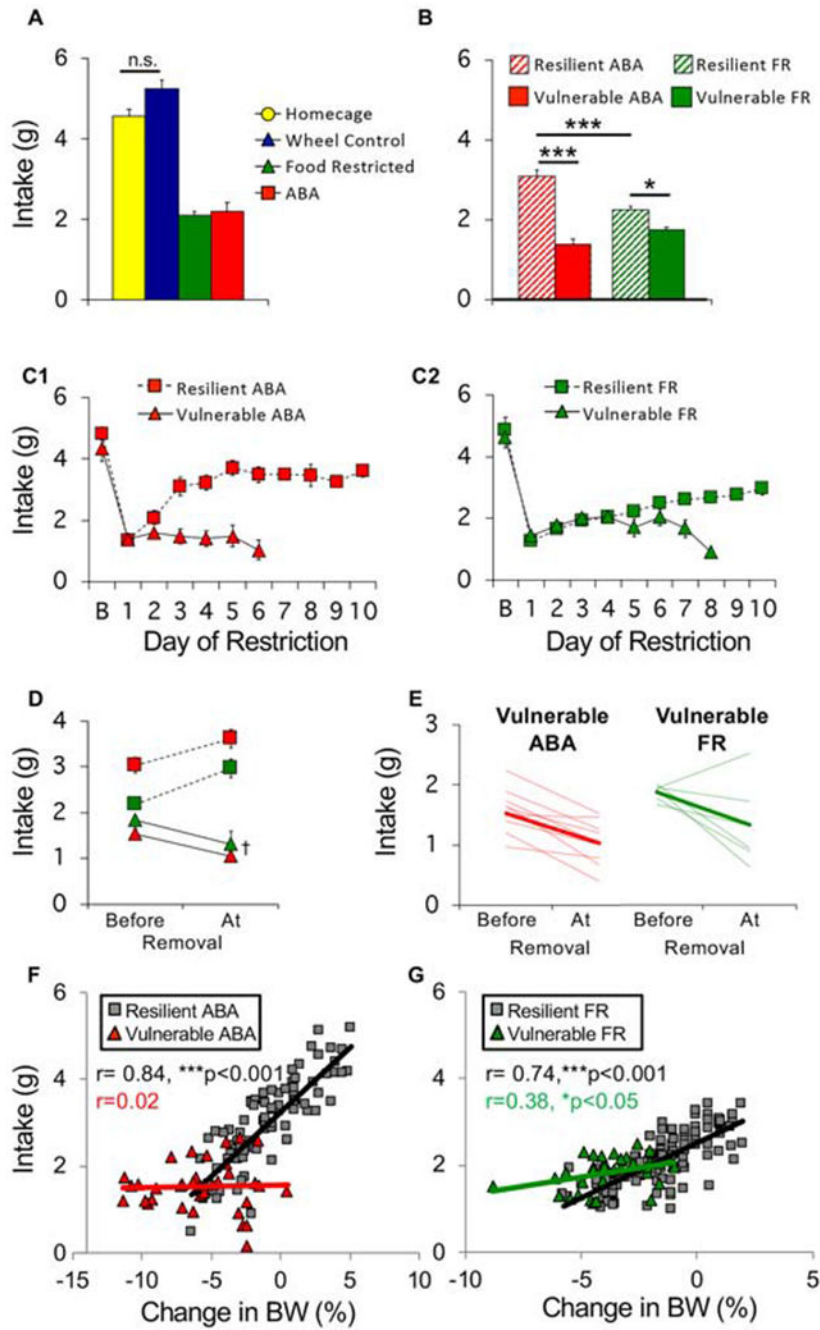 A
n.s.
Intake (g)
6
4
2
0
Homecage
Wheel Control
Food Restricted
ABA
B
Resilient ABA
Resilient FR
Vulnerable ABA
Vulnerable FR
***
***
*
Intake (g)
6
4
2
0
C1
Resilient ABA
Vulnerable ABA
Intake (g)
6
4
2
0
B 1 2 3 4 5 6 7 8 9 10
Day of Restriction
C2
Resilient FR
Vulnerable FR
Intake (g)
6
4
2
0
B 1 2 3 4 5 6 7 8 9 10
Day of Restriction
D
Intake (g)
4
3
2
1
0
†
Before At
Removal
E
Vulnerable Vulnerable
ABA FR
Intake (g)
3
2
1
0
Before At Before At
Removal Removal
F
Resilient ABA
Vulnerable ABA
r= 0.84, ***p<0.001
r=0.02
Intake (g)
6
4
2
0
-15 -10 -5 0 5 10
Change in BW (%)
G
Resilient FR
Vulnerable FR
r= 0.74,***p<0.001
r=0.38, *p<0.05
Intake (g)
6
4
2
0
-10 -5 0 5
Change in BW (%)